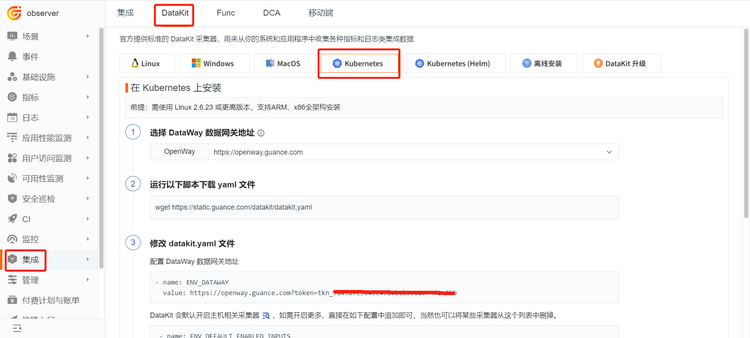 observer
集成 DataKit Func DCA 移动端
官方提供标准的 DataKit 采集器，用来从你的系统和应用程序中收集各种指标和日志类集成数据
场景
事件
基础设施
指标
日志
应用性能监测
用户访问监测
可用性监测
安全巡检
CI
监控
集成
管理
付费计划与账单
Linux Windows MacOS Kubernetes Kubernetes (Helm) 离线安装 DataKit 升级
在 Kubernetes 上安装
前提：需使用 Linux 2.6.23 或更高版本，支持ARM、x86全架构安装
1 选择 DataWay 数据网关地址
OpenWay https://openway.guance.com
2 运行以下脚本下载 yaml 文件
wget https://static.guance.com/datakit/datakit.yaml
3 修改 datakit.yaml 文件
配置 DataWay 数据网关地址
- name: ENV_DATAWAY
value: https://openway.guance.com?token=tkn_
DataKit 会默认开启主机相关采集器 ，如需开启更多，直接在如下配置中追加即可，当然也可以将某些采集器从这个列表中删掉。
- name: ENV_DEFAULT_ENABLED_INPUTS